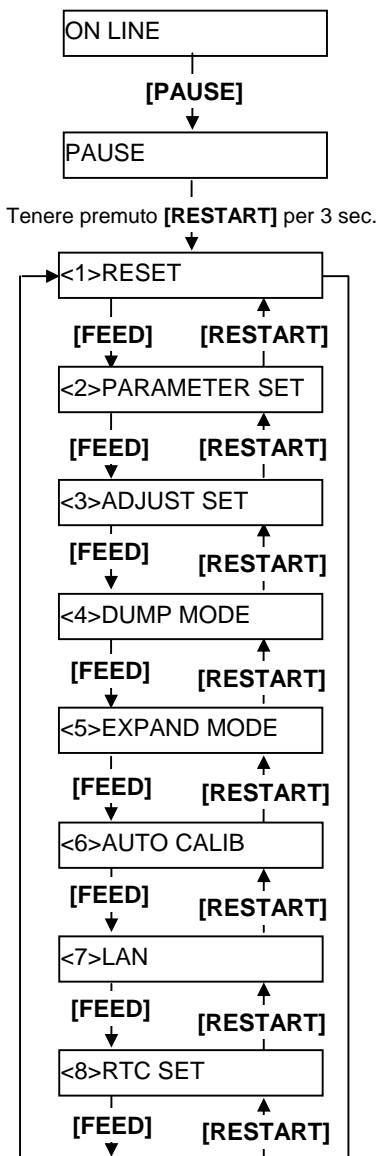 ON LINE
[PAUSE]
PAUSE
Tenere premuto [RESTART] per 3 sec.
<1>RESET
[FEED] [RESTART]
<2>PARAMETER SET
[FEED] [RESTART]
<3>ADJUST SET
[FEED] [RESTART]
<4>DUMP MODE
[FEED] [RESTART]
<5>EXPAND MODE
[FEED] [RESTART]
<6>AUTO CALIB
[FEED] [RESTART]
<7>LAN
[FEED] [RESTART]
<8>RTC SET
[FEED] [RESTART]